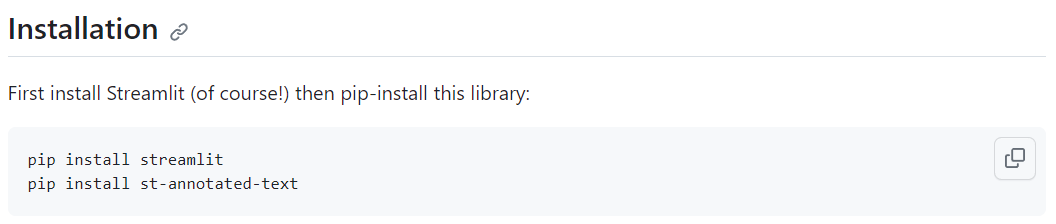 Installation
First install Streamlit (of course!) then pip-install this library:
pip install streamlit
pip install st-annotated-text